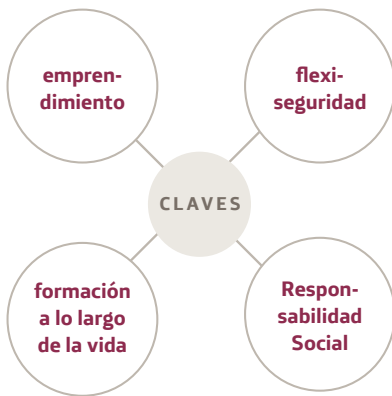 empren-
dimiento
flexi-
seguridad
CLAVES
formación
a lo largo
de la vida
Respon-
sabilidad
Social